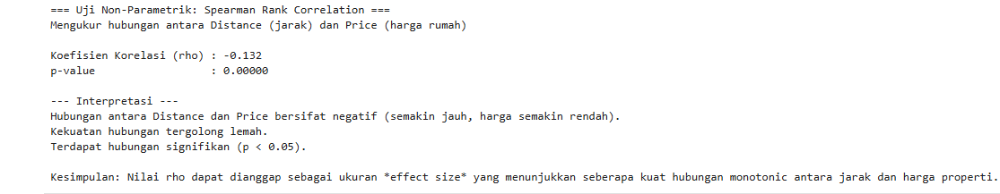 === Uji Non-Parametrik: Spearman Rank Correlation ===
Mengukur hubungan antara Distance (jarak) dan Price (harga rumah)
Koefisien Korelasi (rho) : -0.132
p-value : 0.00000
--- Interpretasi ---
Hubungan antara Distance dan Price bersifat negatif (semakin jauh, harga semakin rendah).
Kekuatan hubungan tergolong lemah.
Terdapat hubungan signifikan (p < 0.05).
Kesimpulan: Nilai rho dapat dianggap sebagai ukuran *effect size* yang menunjukkan seberapa kuat hubungan monotonic antara jarak dan harga properti.